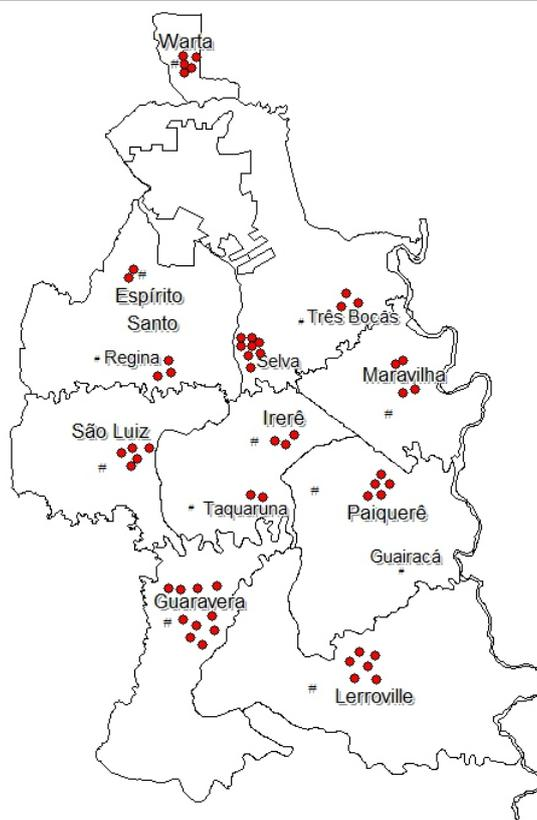 Warta
#
#
Espírito
Santo
Três Bocas
Regina
Selva
Maravilha
#
Irerê
São Luiz
#
#
#
Taquaruna
Paiquerê
Guairacá
Guaravera
#
#
Lerroville